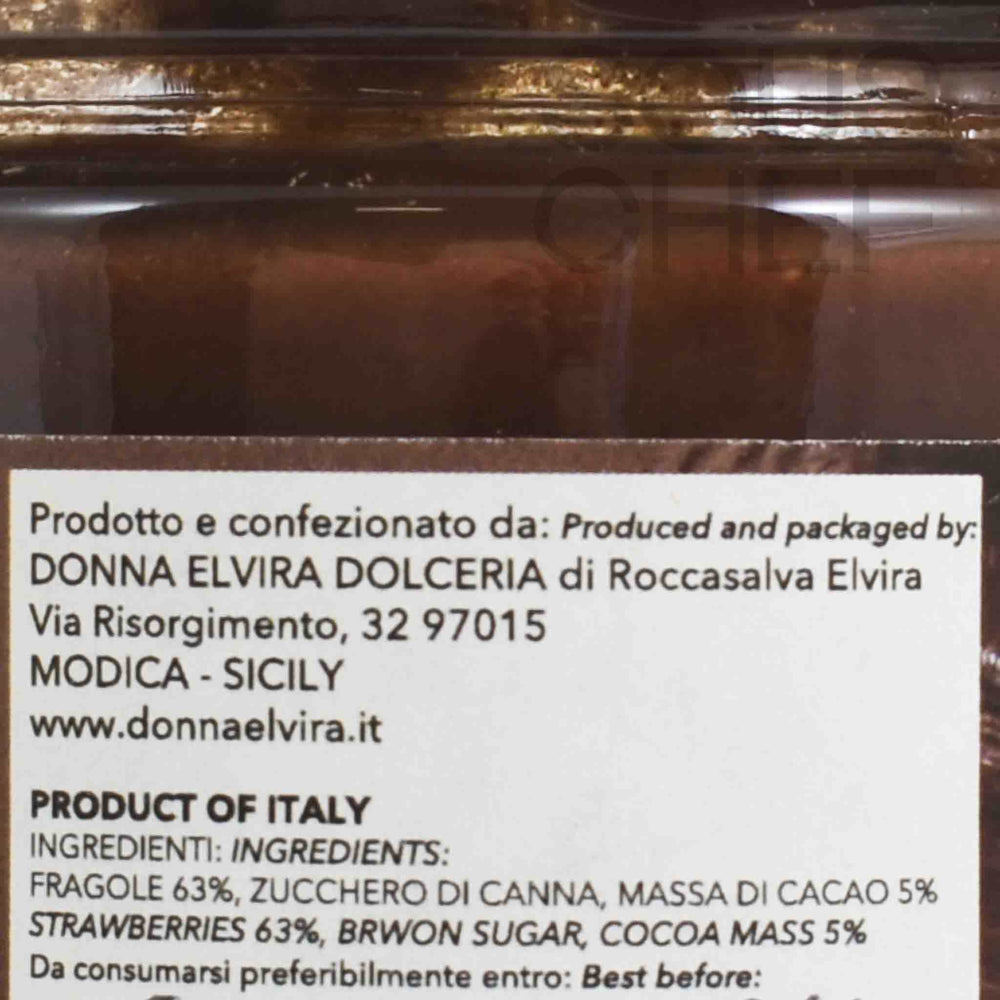 CHEF
Prodotto e confezionato da: Produced and packaged by:
DONNA ELVIRA DOLCERIA di Roccasalva Elvira
Via Risorgimento, 32 97015
MODICA - SICILY
www.donnaelvira.it
PRODUCT OF ITALY
INGREDIENTI: INGREDIENTS:
FRAGOLE 63%, ZUCCHERO DI CANNA, MASSA DI CACAO 5%
STRAWBERRIES 63%, BRWON SUGAR, COCOA MASS 5%
Da consumarsi preferibilmente entro: Best before: